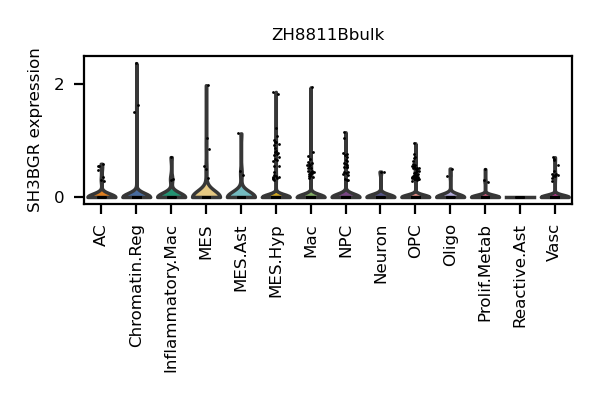 ZH8811Bbulk
SH3BGR expression
2
0
AC
Chromatin.Reg
Inflammatory.Mac
MES
MES.Ast
MES.Hyp
Mac
NPC
Neuron
OPC
Oligo
Prolif.Metab
Reactive.Ast
Vasc